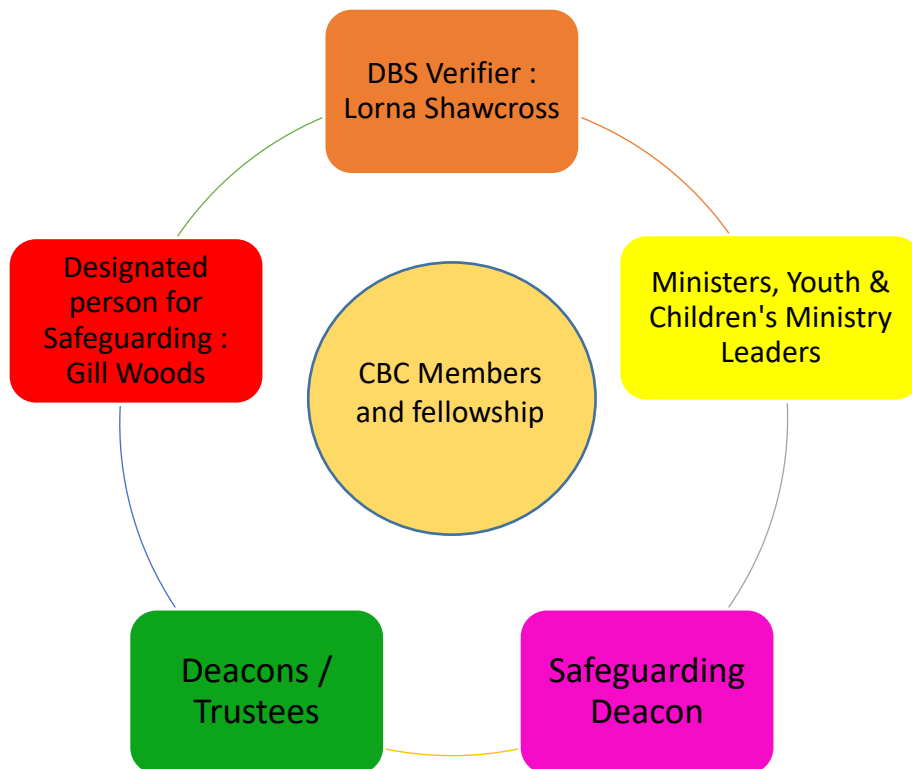 DBS Verifier :
Lorna Shawcross
Designated
person for
Safeguarding :
Gill Woods
Ministers, Youth &
Children's Ministry
Leaders
CBC Members
and fellowship
Deacons /
Trustees
Safeguarding
Deacon